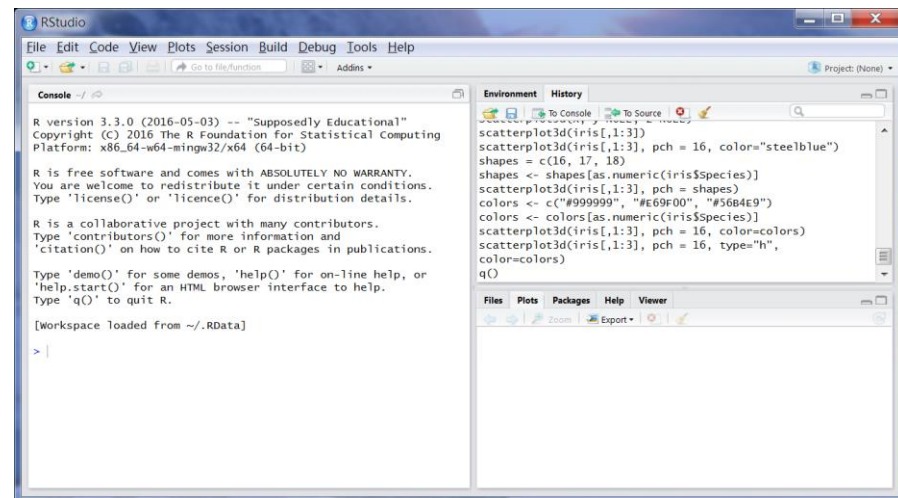 RStudio
File Edit Code View Plots Session Build Debug Tools Help
Go to file/function Addins Project: (None)
Console ~/
R version 3.3.0 (2016-05-03) -- "Supposedly Educational"
Copyright (C) 2016 The R Foundation for Statistical Computing
Platform: x86_64-w64-mingw32/x64 (64-bit)
R is free software and comes with ABSOLUTELY NO WARRANTY.
You are welcome to redistribute it under certain conditions.
Type 'license()' or 'licence()' for distribution details.
R is a collaborative project with many contributors.
Type 'contributors()' for more information and
'citation()' on how to cite R or R packages in publications.
Type 'demo()' for some demos, 'help()' for on-line help, or
'help.start()' for an HTML browser interface to help.
Type 'q()' to quit R.
[Workspace loaded from ~/.RData]
>
Environment History
To Console To Source
scatterplot3d(iris[,1:3])
scatterplot3d(iris[,1:3], pch = 16, color="steelblue")
shapes = c(16, 17, 18)
shapes <- shapes[as.numeric(iris$Species)]
scatterplot3d(iris[,1:3], pch = shapes)
colors <- c("#999999", "#E69F00", "#56B4E9")
colors <- colors[as.numeric(iris$Species)]
scatterplot3d(iris[,1:3], pch = 16, color=colors)
scatterplot3d(iris[,1:3], pch = 16, type="h",
color=colors)
q()
Files Plots Packages Help Viewer
Zoom Export